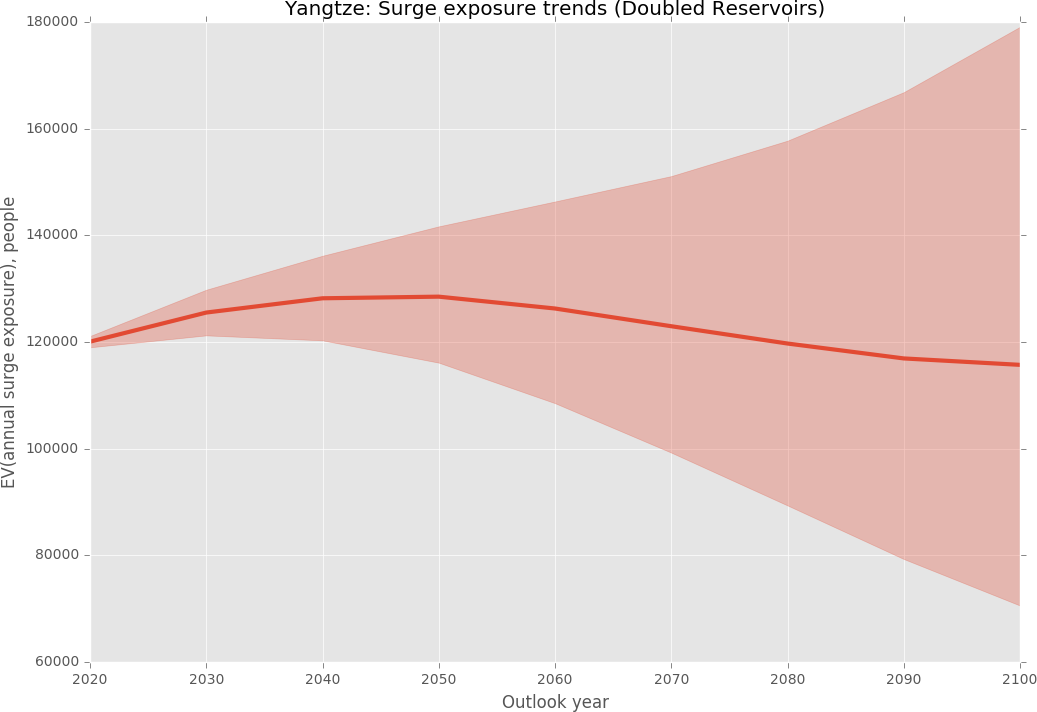 Yangtze: Surge exposure trends (Doubled Reservoirs)
180000
160000
140000
120000
100000
80000
60000
EV(annual surge exposure), people
2020 2030 2040 2050 2060 2070 2080 2090 2100
Outlook year